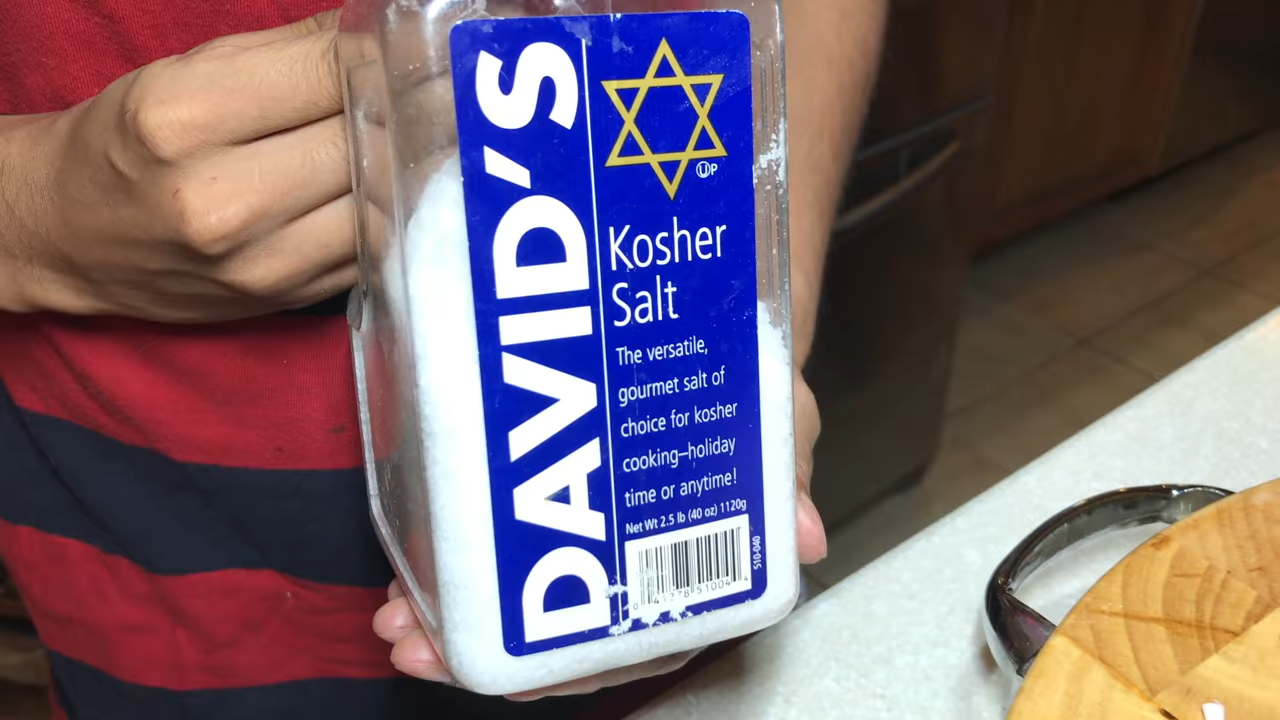 DAVID'S
ⓊP
Kosher
Salt
The versatile,
gourmet salt of
choice for kosher
cooking–holiday
time or anytime!
Net Wt 2.5 lb (40 oz) 1120g
510-040